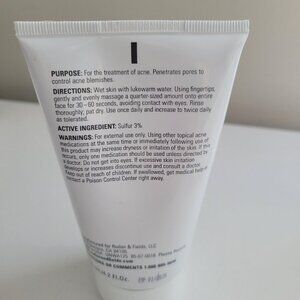 PURPOSE: For the treatment of acne. Penetrates pores to
control acne blemishes.
DIRECTIONS: Wet skin with lukewarm water. Using fingertips,
gently and evenly massage a quarter-sized amount onto entire
face for 30–60 seconds, avoiding contact with eyes. Rinse
thoroughly; pat dry. Use once daily and increase to twice daily
as tolerated.
ACTIVE INGREDIENT: Sulfur 3%
WARNINGS: For external use only. Using other topical acne
medications at the same time or immediately following use of
this product may increase dryness or irritation of the skin. If this
occurs, only one medication should be used unless directed by
a doctor. Do not get into eyes. If excessive skin irritation
develops or increases discontinue use and consult a doctor.
Keep out of reach of children. If swallowed, get medical help or
contact a Poison Control Center right away.
for Rodan & Fields, LLC
CA 94105
OR COMMENTS